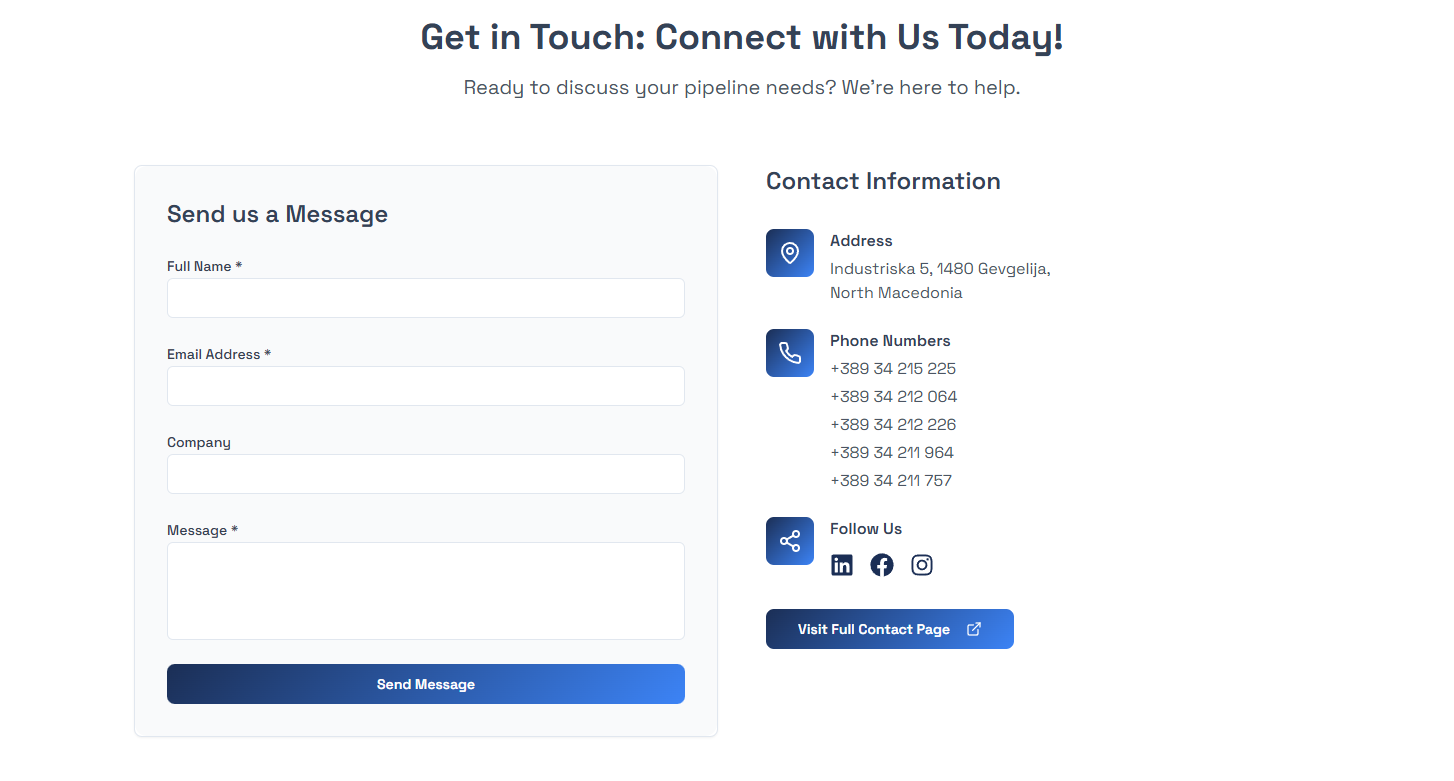 Get in Touch: Connect with Us Today!
Ready to discuss your pipeline needs? We're here to help.
Send us a Message
Full Name *
Email Address *
Company
Message *
Send Message
Contact Information
Address
Industriska 5, 1480 Gevgelija,
North Macedonia
Phone Numbers
+389 34 215 225
+389 34 212 064
+389 34 212 226
+389 34 211 964
+389 34 211 757
Follow Us
Visit Full Contact Page